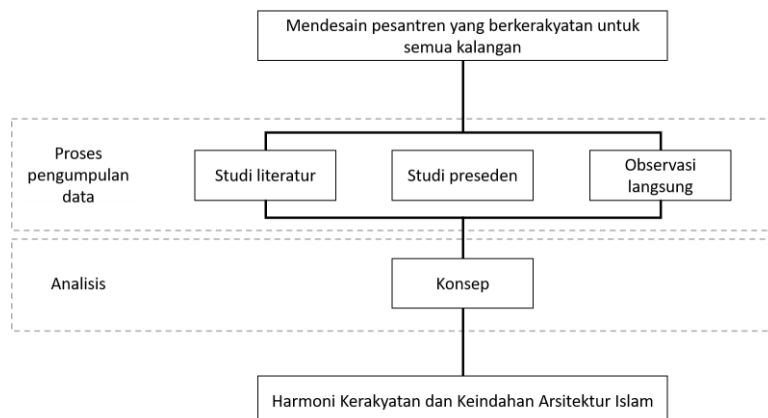 Mendesain pesantren yang berkerakyatan untuk
semua kalangan
Proses
pengumpulan
data
Studi literatur
Studi preseden
Observasi
langsung
Analisis
Konsep
Harmoni Kerakyatan dan Keindahan Arsitektur Islam